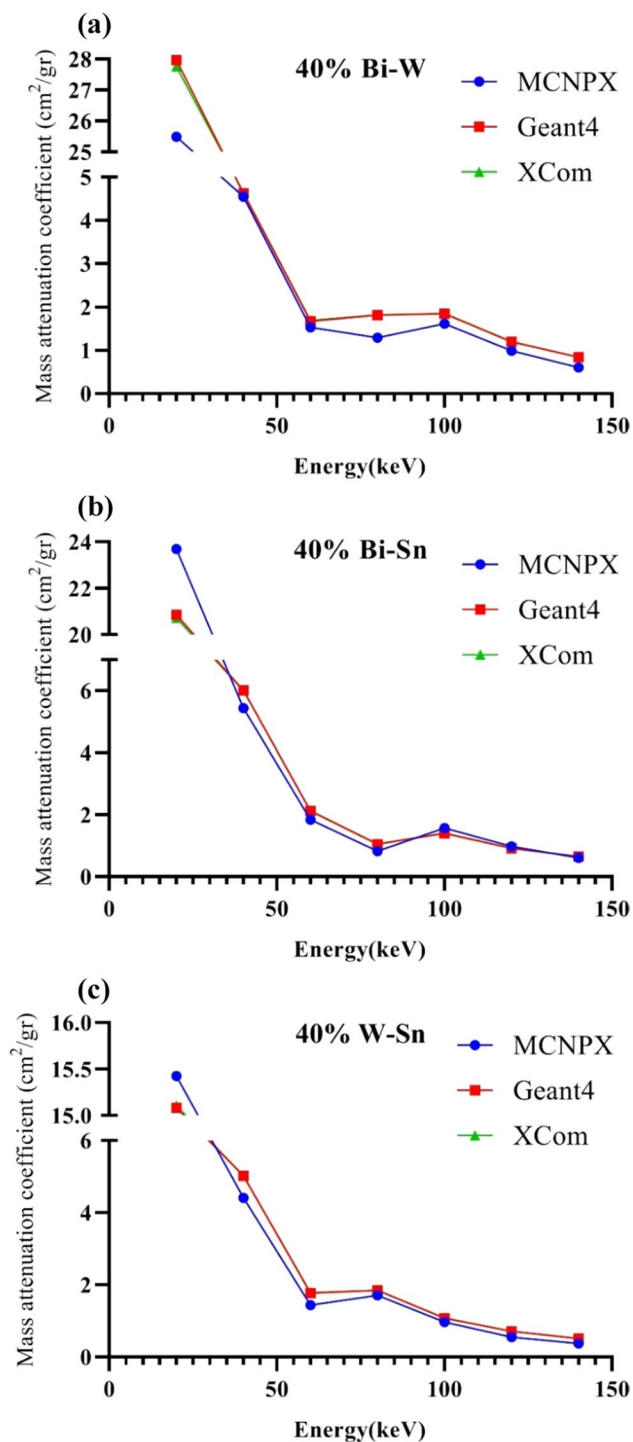 (a)
40% Bi-W
MCNPX
Geant4
XCom
Mass attenuation coefficient (cm²/gr)
28
27
26
25
5
4
3
2
1
0
0 50 100 150
Energy(keV)
(b)
40% Bi-Sn
MCNPX
Geant4
XCom
Mass attenuation coefficient (cm²/gr)
24
22
20
6
4
2
0
0 50 100 150
Energy(keV)
(c)
40% W-Sn
MCNPX
Geant4
XCom
Mass attenuation coefficient (cm²/gr)
16.0
15.5
15.0
6
4
2
0
0 50 100 150
Energy(keV)